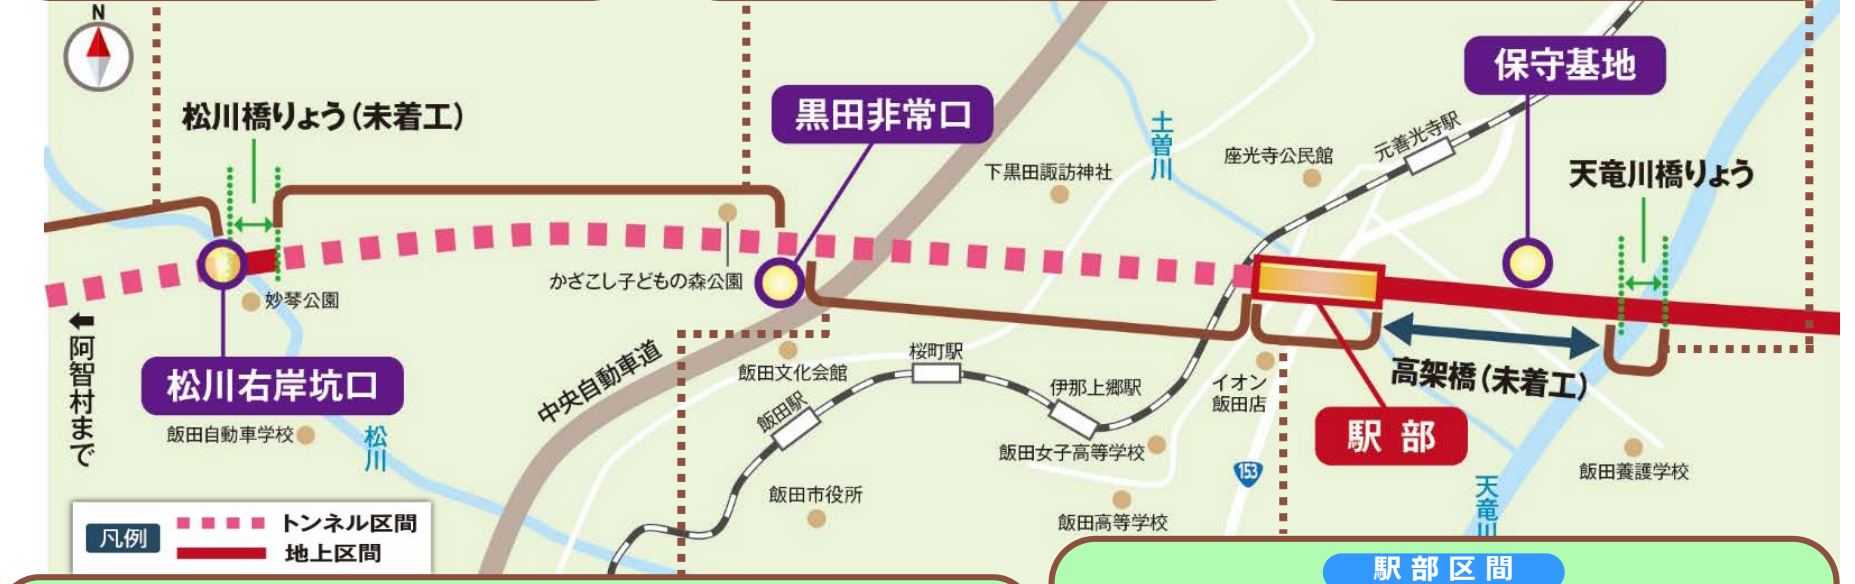 N
松川橋りょう（未着工）
黒田非常口
保守基地
土曽川
下黒田諏訪神社
座光寺公民館
元善光寺駅
天竜川橋りょう
かざこし子どもの森公園
妙琴公園
←阿智村まで
松川右岸坑口
飯田自動車学校
松川
中央自動車道
飯田文化会館
桜町駅
飯田駅
伊那上郷駅
イオン
飯田店
高架橋（未着工）
駅部
飯田女子高等学校
153
飯田養護学校
飯田市役所
飯田高等学校
天竜川
凡例
トンネル区間
地上区間
駅部区間